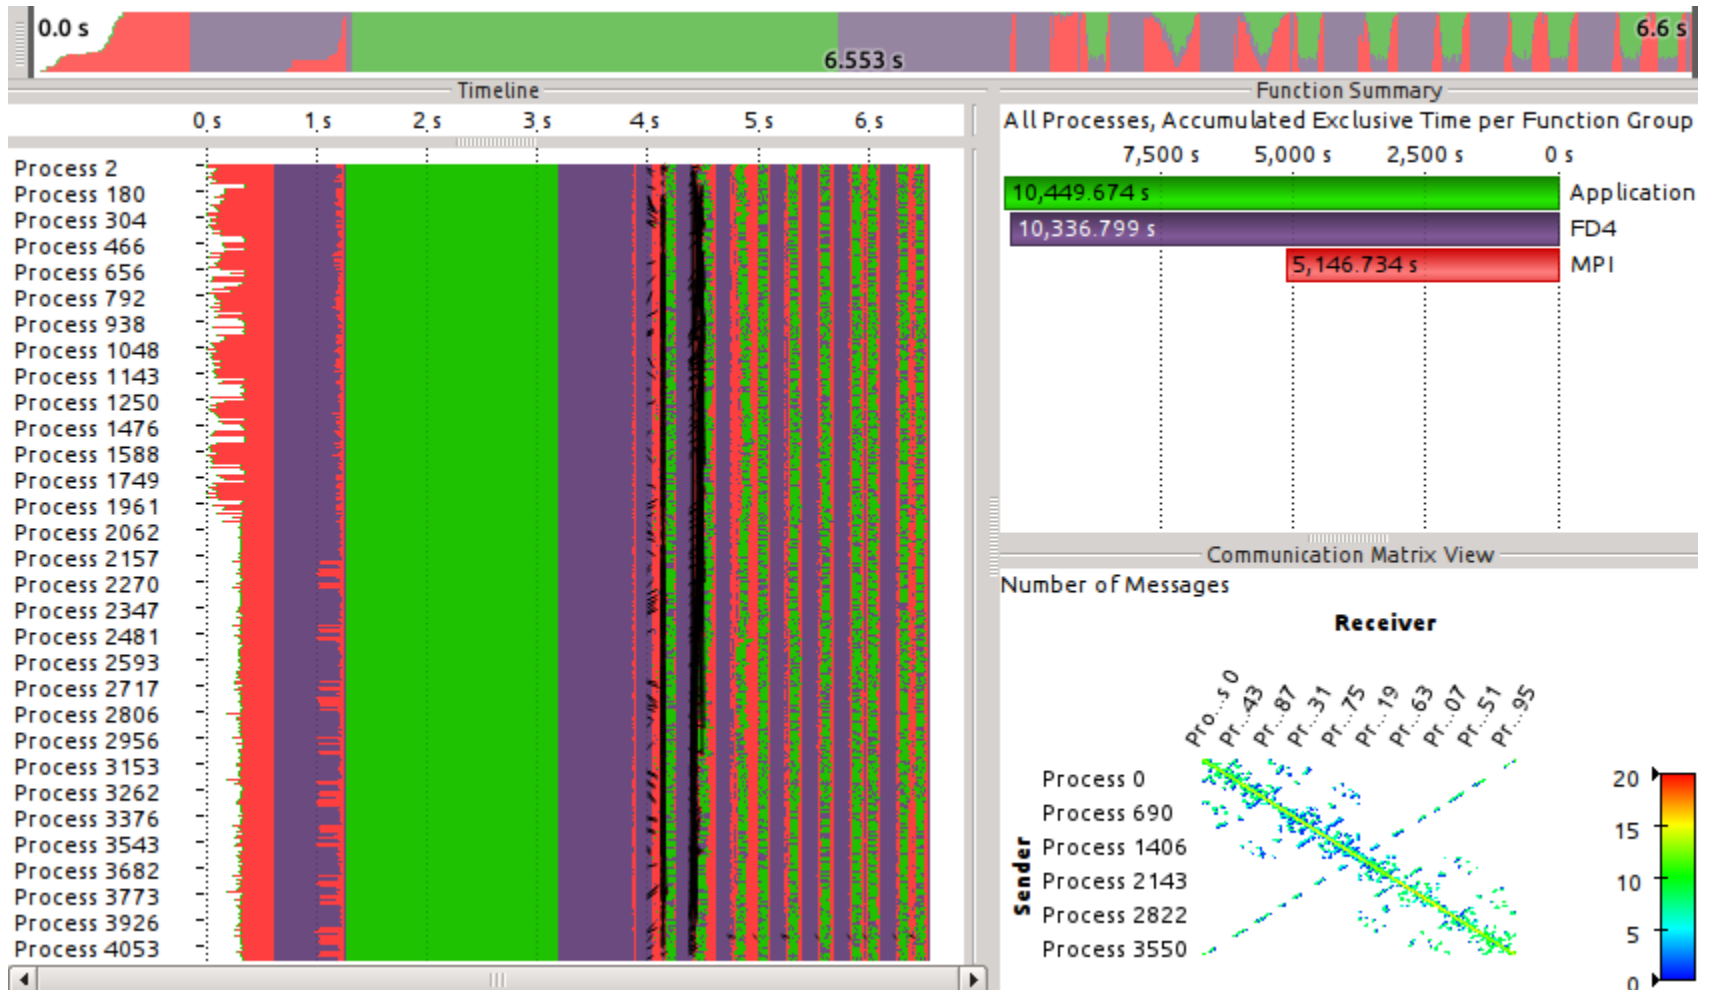 0.0 s
6.553 s
6.6 s
Timeline
0 s 1 s 2 s 3 s 4 s 5 s 6 s
Process 2
Process 180
Process 304
Process 466
Process 656
Process 792
Process 938
Process 1048
Process 1143
Process 1250
Process 1476
Process 1588
Process 1749
Process 1961
Process 2062
Process 2157
Process 2270
Process 2347
Process 2481
Process 2593
Process 2717
Process 2806
Process 2956
Process 3153
Process 3262
Process 3376
Process 3543
Process 3682
Process 3773
Process 3926
Process 4053
Function Summary
All Processes, Accumulated Exclusive Time per Function Group
7,500 s 5,000 s 2,500 s 0 s
10,449.674 s Application
10,336.799 s FD4
5,146.734 s MPI
Communication Matrix View
Number of Messages
Receiver
Pro...s 0
Pr...43
Pr...87
Pr...31
Pr...75
Pr...19
Pr...63
Pr...07
Pr...51
Pr...95
Sender
Process 0
Process 690
Process 1406
Process 2143
Process 2822
Process 3550
20
15
10
5
0